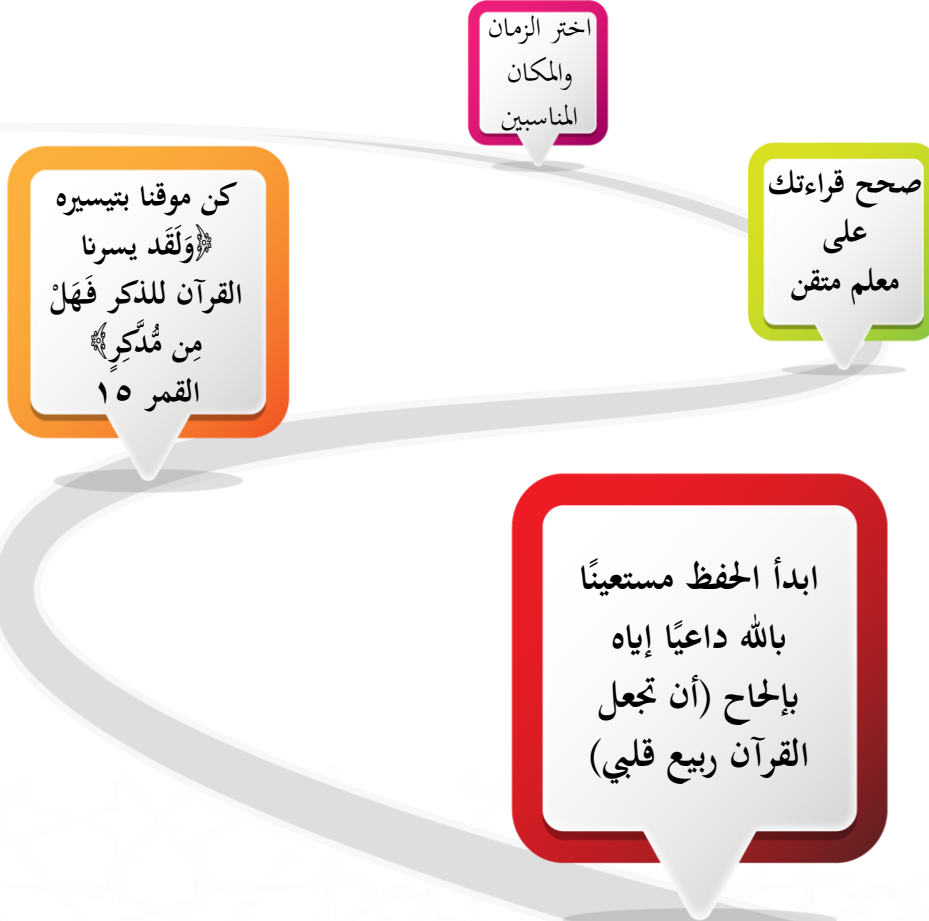 اختر الزمان
والمكان
المناسبين
صحح قراءتك
على
معلم متقن
كن موقنا بتيسيره
﴿وَلَقَد يسرنا
القرآن للذكر فَهَلْ
مِن مُّدَّكِرٍ﴾
القمر ١٥
ابدأ الحفظ مستعينًا
بالله داعيًا إياه
بإلحاح (أن تجعل
القرآن ربيع قلبي)